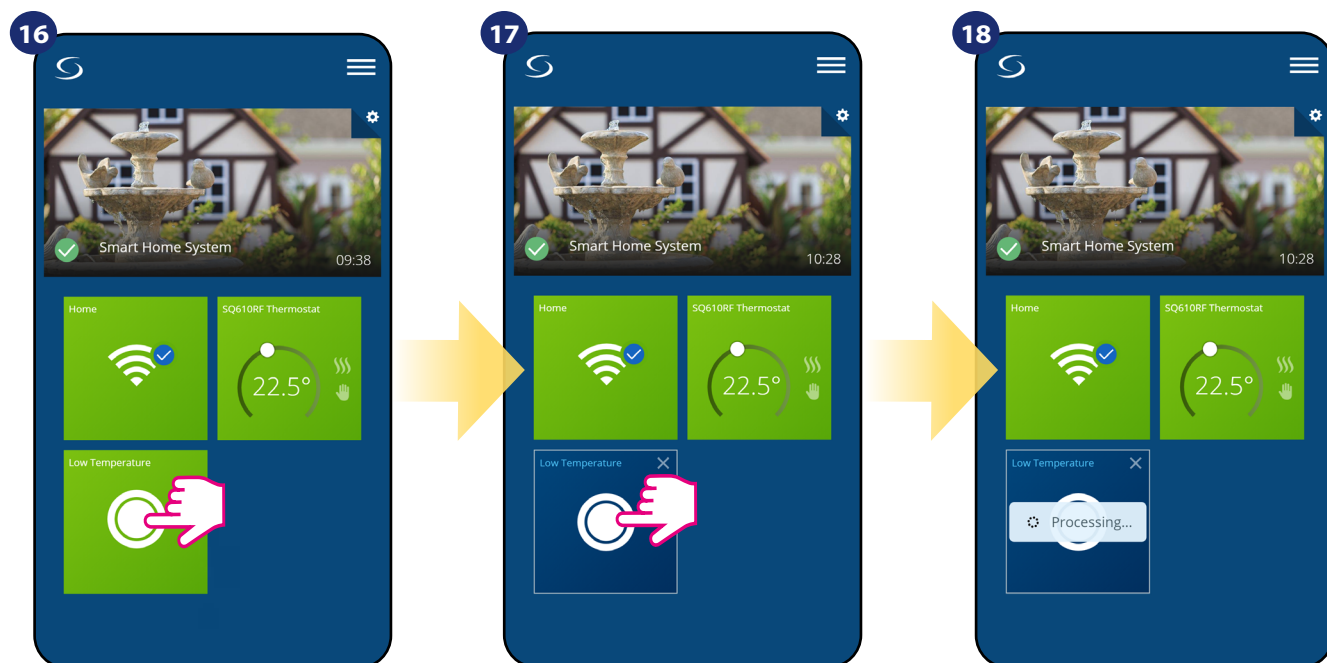 16
Smart Home System
09:38
Home
SQ610RF Thermostat
22.5°
Low Temperature
17
Smart Home System
10:28
Home
SQ610RF Thermostat
22.5°
Low Temperature
18
Smart Home System
10:28
Home
SQ610RF Thermostat
22.5°
Low Temperature
Processing...